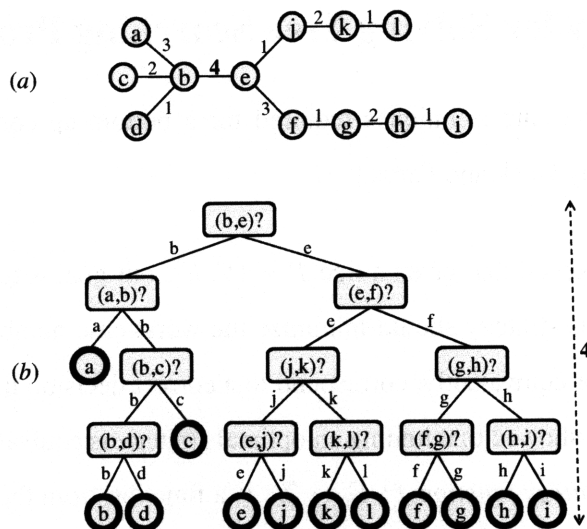 a j 2 k 1 l
3 1
(a) c 2 b 4 e
1 3
d f 1 g 2 h 1 i
(b,e)?
b e
(a,b)? (e,f)?
a b e f 4
(b) a (b,c)? (j,k)? (g,h)?
b c j k g h
(b,d)? c (e,j)? (k,l)? (f,g)? (h,i)?
b d e j k l f g h i
b d e j k l f g h i